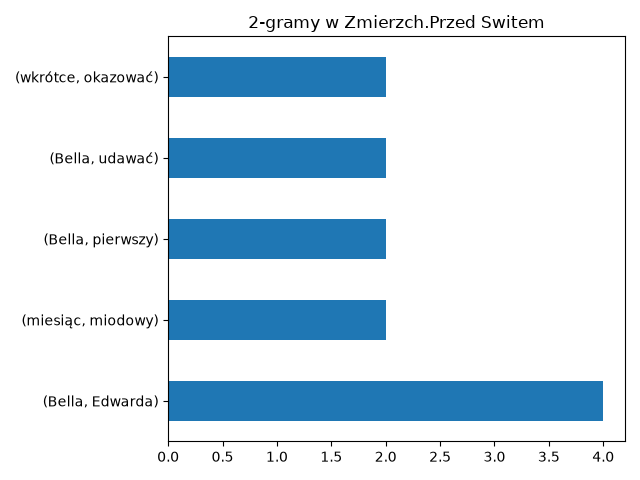 2-gramy w Zmierzch.Przed Switem
(wkrótce, okazować)
(Bella, udawać)
(Bella, pierwszy)
(miesiąc, miodowy)
(Bella, Edwarda)
0.0 0.5 1.0 1.5 2.0 2.5 3.0 3.5 4.0